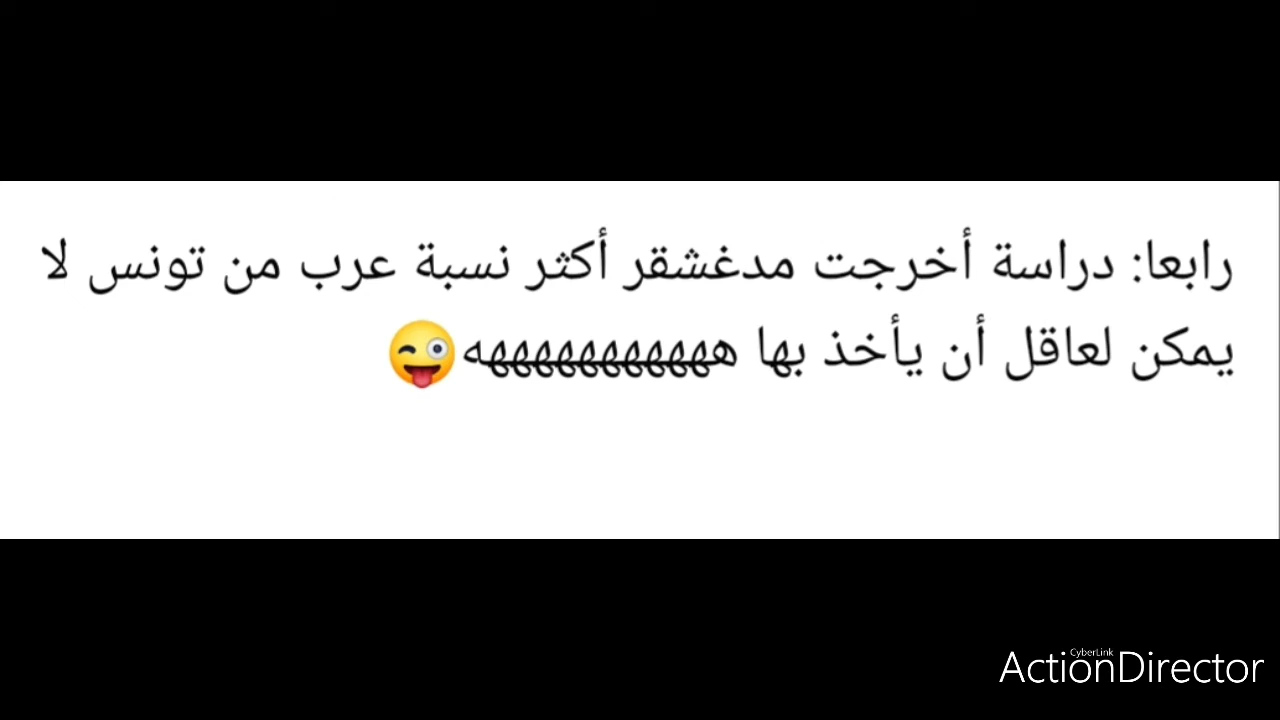 رابعا: دراسة أخرجت مدغشقر أكثر نسبة عرب من تونس لا
يمكن لعاقل أن يأخذ بها هههههههههههه😜
CyberLink
ActionDirector